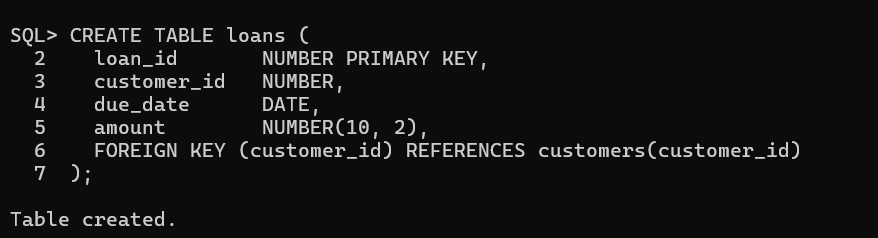 SQL> CREATE TABLE loans (
  2    loan_id       NUMBER PRIMARY KEY,
  3    customer_id   NUMBER,
  4    due_date      DATE,
  5    amount        NUMBER(10, 2),
  6    FOREIGN KEY (customer_id) REFERENCES customers(customer_id)
  7  );
Table created.